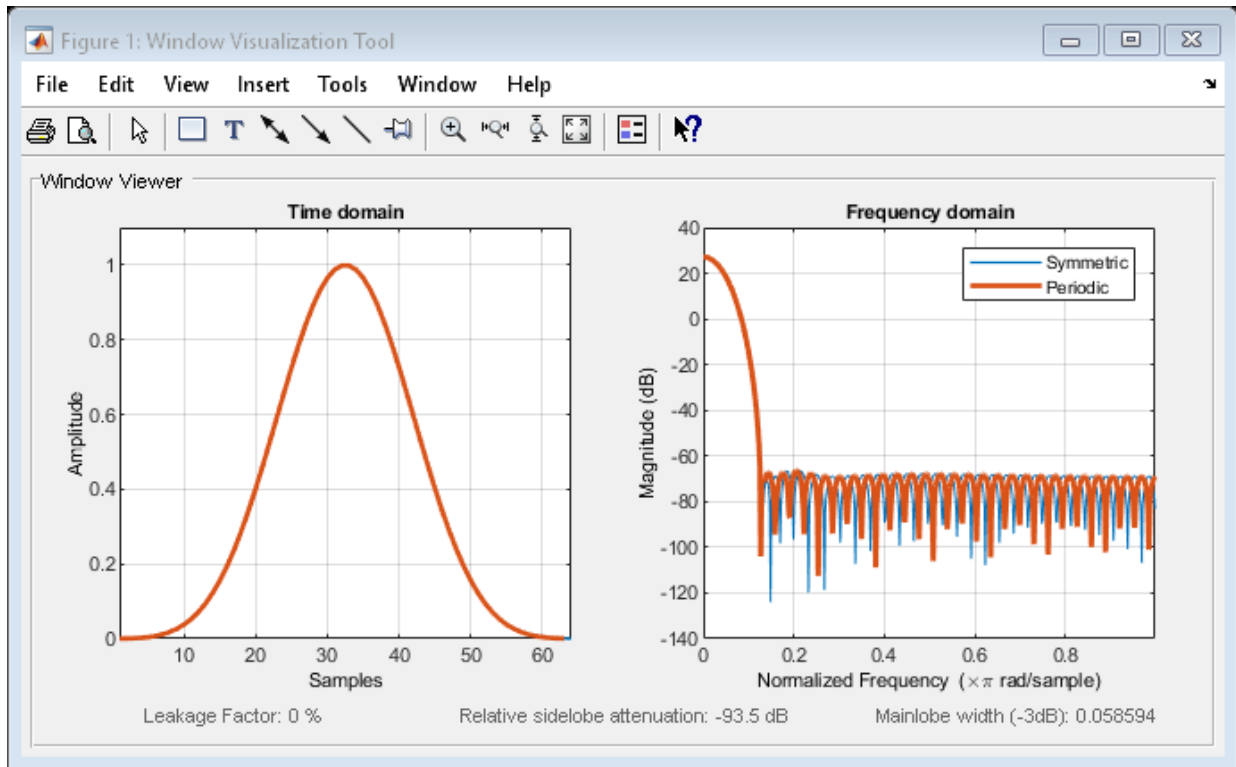 Figure 1: Window Visualization Tool
File Edit View Insert Tools Window Help
T
?
Window Viewer
Time domain
1
0.8
0.6
0.4
0.2
0
Amplitude
10 20 30 40 50 60
Samples
Frequency domain
40
20
0
-20
-40
-60
-80
-100
-120
-140
Magnitude (dB)
Symmetric
Periodic
0 0.2 0.4 0.6 0.8
Normalized Frequency (×π rad/sample)
Leakage Factor: 0 % Relative sidelobe attenuation: -93.5 dB Mainlobe width (-3dB): 0.058594